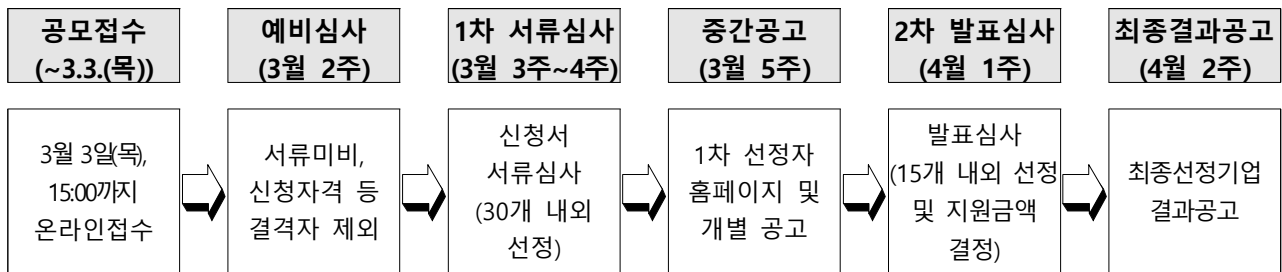 공모접수
(~3.3.(목))
예비심사
(3월 2주)
1차 서류심사
(3월 3주~4주)
중간공고
(3월 5주)
2차 발표심사
(4월 1주)
최종결과공고
(4월 2주)
3월 3일(목),
15:00까지
온라인접수
서류미비,
신청자격 등
결격자 제외
신청서
서류심사
(30개 내외
선정)
1차 선정자
홈페이지 및
개별 공고
발표심사
(15개 내외 선정
및 지원금액
결정)
최종선정기업
결과공고